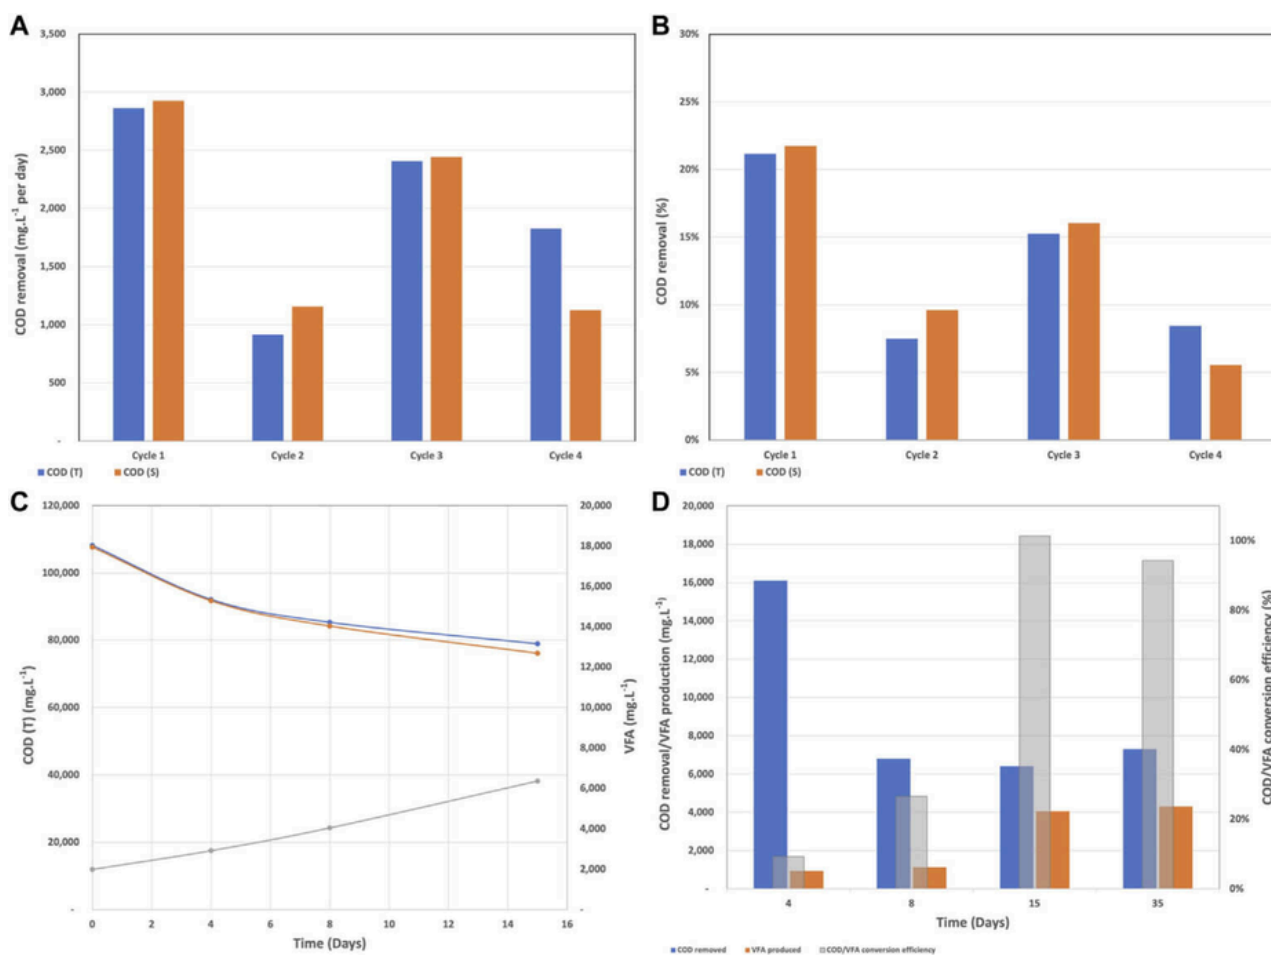 A
3,500
3,000
2,500
2,000
1,500
1,000
500
-
COD removal (mg.L⁻¹ per day)
Cycle 1 Cycle 2 Cycle 3 Cycle 4
COD (T) COD (S)
B
30%
25%
20%
15%
10%
5%
0%
COD removal (%)
Cycle 1 Cycle 2 Cycle 3 Cycle 4
COD (T) COD (S)
C
120,000
100,000
80,000
60,000
40,000
20,000
-
COD (T) (mg.L⁻¹)
20,000
18,000
16,000
14,000
12,000
10,000
8,000
6,000
4,000
2,000
-
VFA (mg.L⁻¹)
0 2 4 6 8 10 12 14 16
Time (Days)
D
20,000
18,000
16,000
14,000
12,000
10,000
8,000
6,000
4,000
2,000
-
COD removal/VFA production (mg.L⁻¹)
100%
80%
60%
40%
20%
0%
COD/VFA conversion efficiency (%)
4 8 15 35
Time (Days)
COD removed VFA produced COD/VFA conversion efficiency